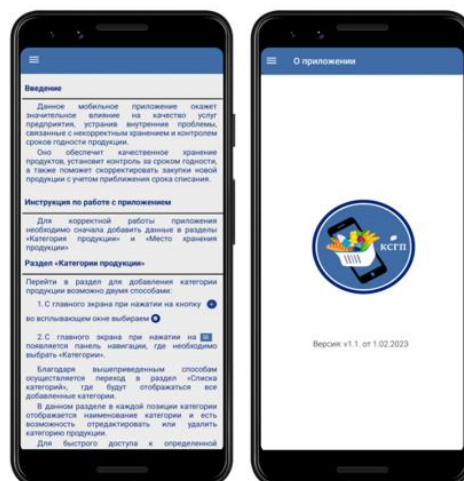 Введение
Данное мобильное приложение окажет
значительное влияние на качество услуг
предприятия, устранив внутренние проблемы,
связанные с некорректным хранением и контролем
сроков годности продукции.
Оно обеспечит качественное хранение
продуктов, установит контроль за сроком годности,
а также поможет скорректировать закупки новой
продукции с учетом приближения срока списания.
Инструкция по работе с приложением
Для корректной работы приложения
необходимо сначала добавить данные в разделы
«Категория продукции» и «Место хранения
продукции»
Раздел «Категории продукции»
Перейти в раздел для добавления категории
продукции возможно двумя способами:
1. С главного экрана при нажатии на кнопку
во всплывающем окне выбираем
2. С главного экрана при нажатии на
появляется панель навигации, где необходимо
выбрать «Категории».
Благодаря вышеприведенным способам
осуществляется переход в раздел «Списка
категорий», где будут отображаться все
добавленные категории.
В данном разделе в каждой позиции категории
отображается наименование категории и есть
возможность отредактировать или удалить
категорию продукции.
Для быстрого доступа к определенной
О приложении
КСГП
Версия: v1.1. от 1.02.2023